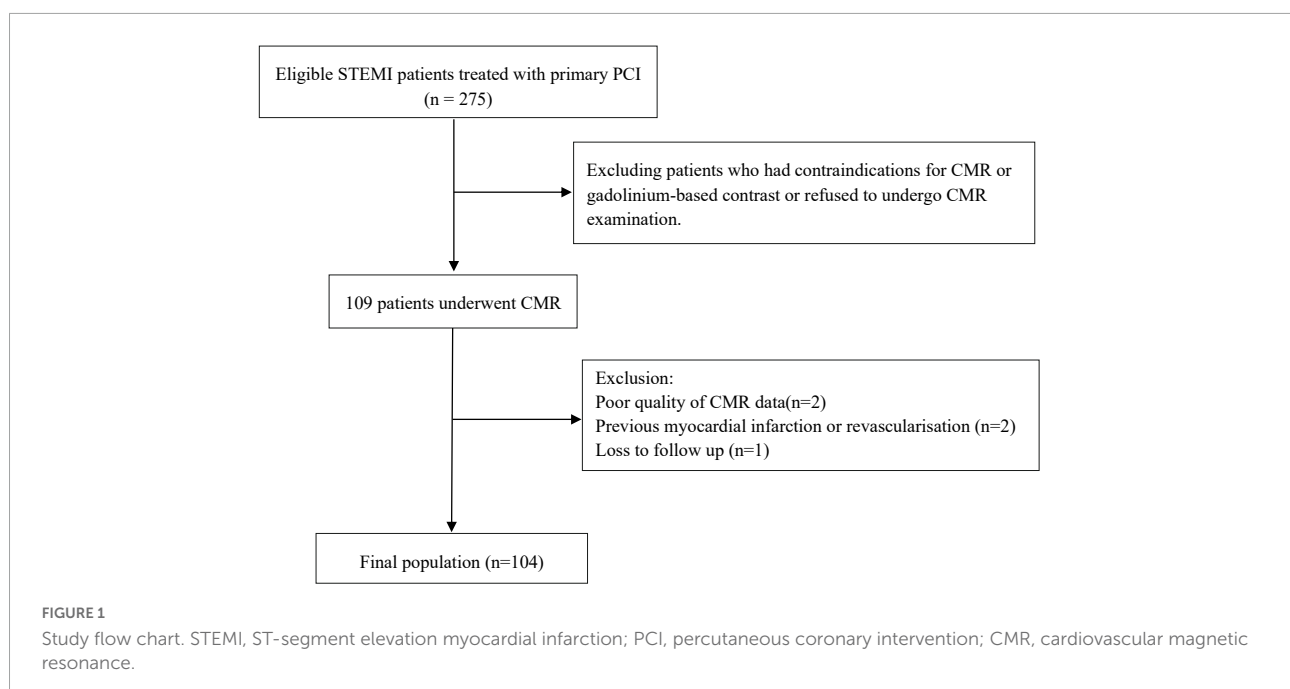 Eligible STEMI patients treated with primary PCI
(n = 275)
Excluding patients who had contraindications for CMR or
gadolinium-based contrast or refused to undergo CMR
examination.
109 patients underwent CMR
Exclusion:
Poor quality of CMR data(n=2)
Previous myocardial infarction or revascularisation (n=2)
Loss to follow up (n=1)
Final population (n=104)
FIGURE 1
Study flow chart. STEMI, ST-segment elevation myocardial infarction; PCI, percutaneous coronary intervention; CMR, cardiovascular magnetic
resonance.